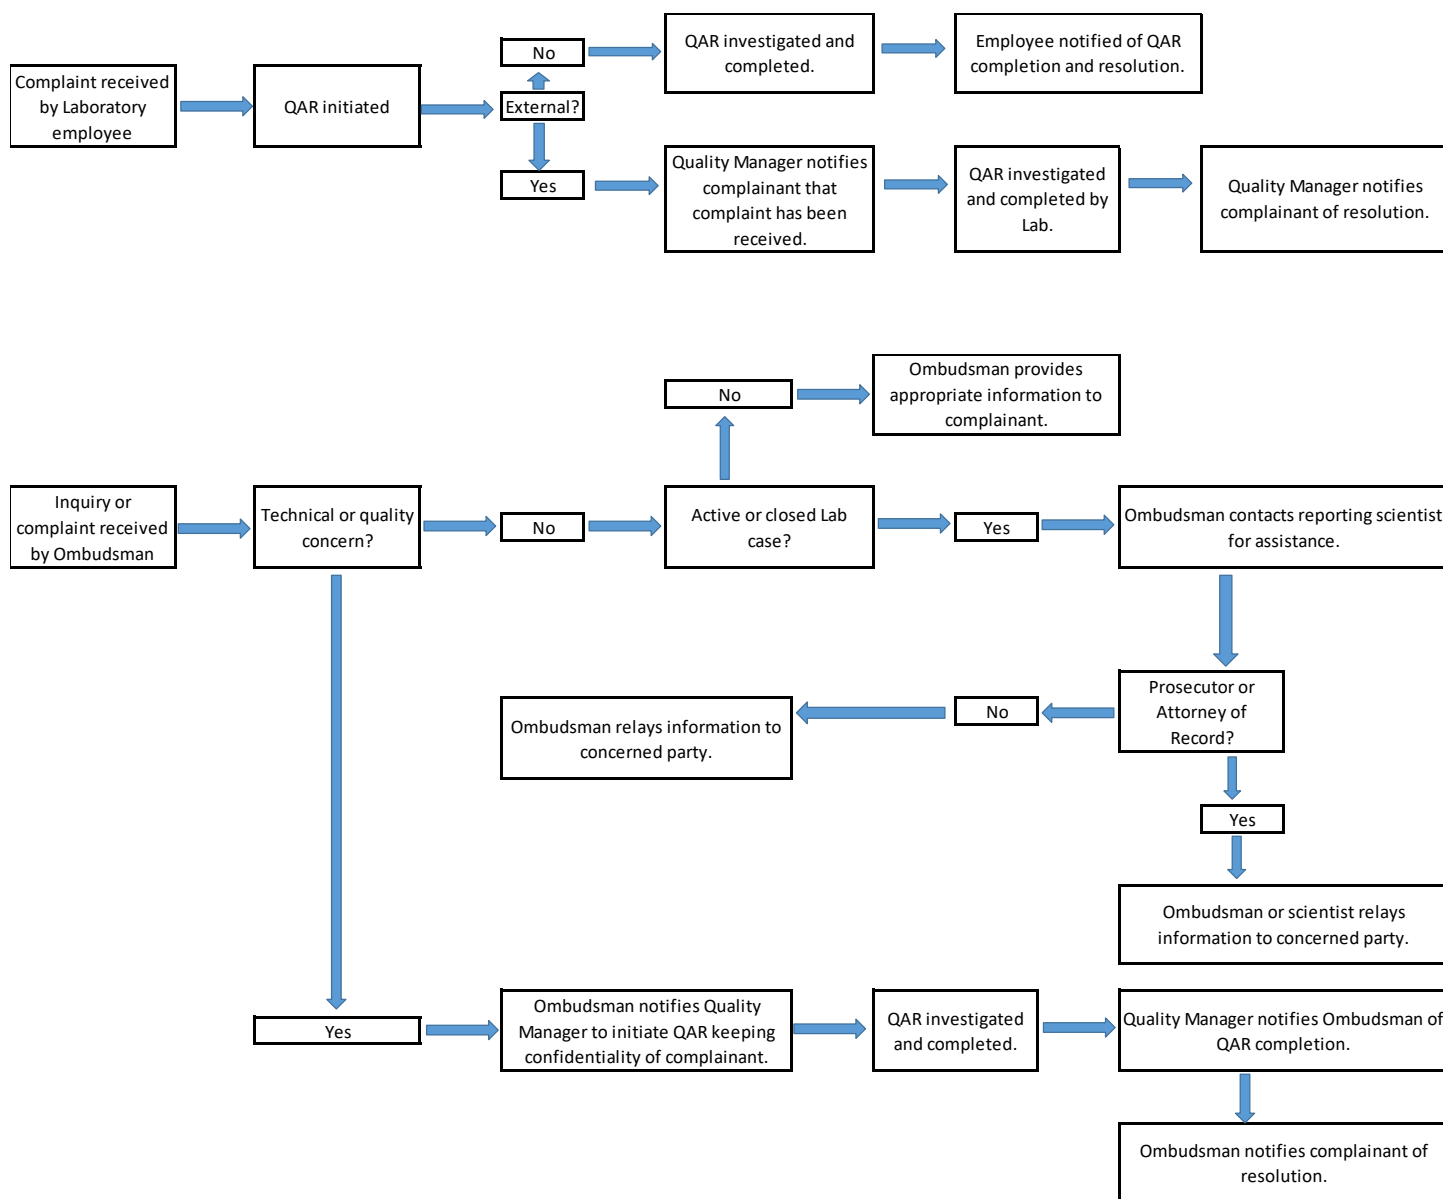 No
QAR investigated and
completed.
Employee notified of QAR
completion and resolution.
Complaint received
by Laboratory
employee
QAR initiated
External?
Yes
Quality Manager notifies
complainant that
complaint has been
received.
QAR investigated
and completed by
Lab.
Quality Manager notifies
complainant of resolution.
No
Ombudsman provides
appropriate information to
complainant.
Inquiry or
complaint received
by Ombudsman
Technical or quality
concern?
No
Active or closed Lab
case?
Yes
Ombudsman contacts reporting scientist
for assistance.
Ombudsman relays information to
concerned party.
No
Prosecutor or
Attorney of
Record?
Yes
Ombudsman or scientist relays
information to concerned party.
Yes
Ombudsman notifies Quality
Manager to initiate QAR keeping
confidentiality of complainant.
QAR investigated
and completed.
Quality Manager notifies Ombudsman of
QAR completion.
Ombudsman notifies complainant of
resolution.